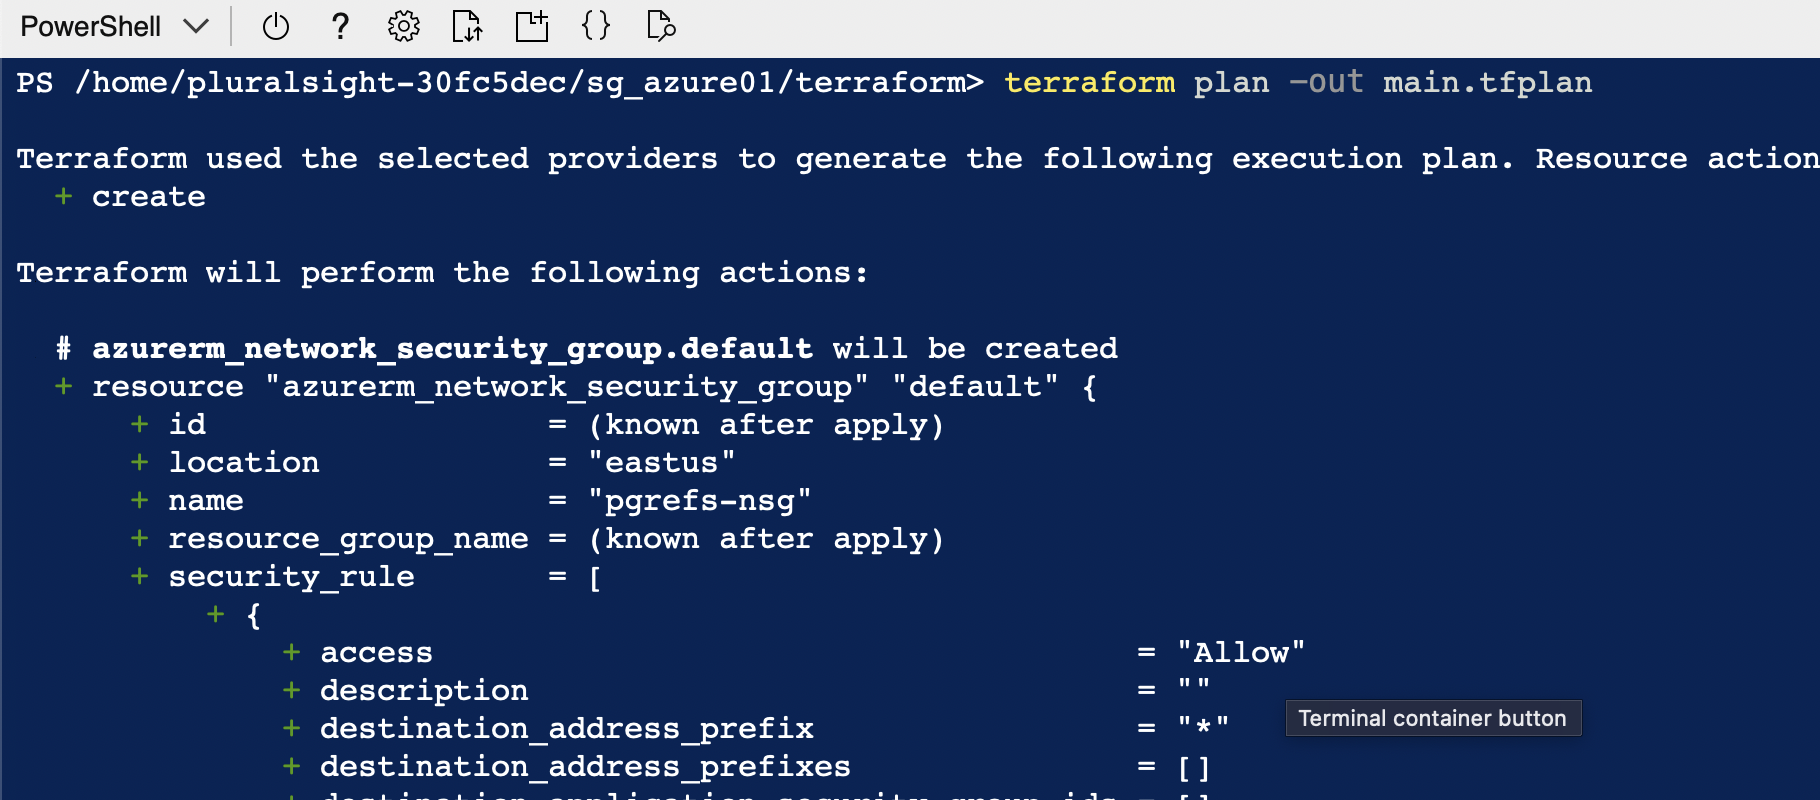 PowerShell
PS /home/pluralsight-30fc5dec/sg_azure01/terraform> terraform plan -out main.tfplan
Terraform used the selected providers to generate the following execution plan. Resource action
+ create
Terraform will perform the following actions:
# azurerm_network_security_group.default will be created
+ resource "azurerm_network_security_group" "default" {
+ id = (known after apply)
+ location = "eastus"
+ name = "pgrefs-nsg"
+ resource_group_name = (known after apply)
+ security_rule = [
+ {
+ access = "Allow"
+ description = ""
+ destination_address_prefix = "*"
Terminal container button
+ destination_address_prefixes = []
+ destination_application_security_group_ids = []